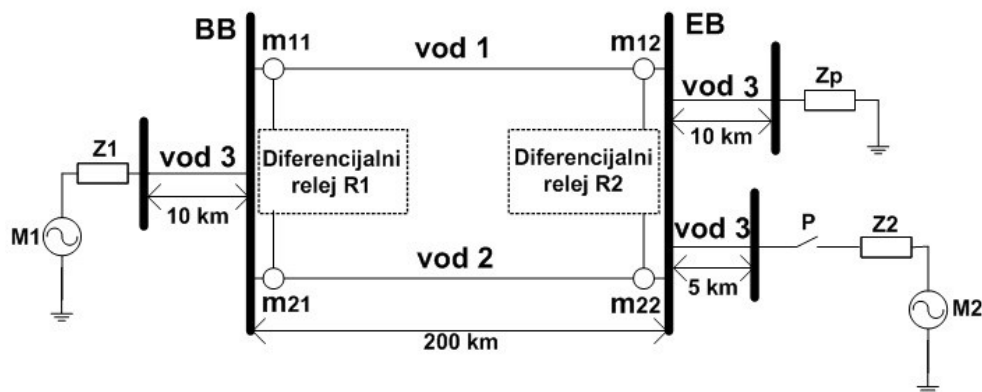 BB
EB
m11
vod 1
m12
vod 3
Zp
10 km
Z1
vod 3
Diferencijalni
relej R1
Diferencijalni
relej R2
10 km
M1
vod 3
P
Z2
5 km
m21
vod 2
m22
200 km
M2